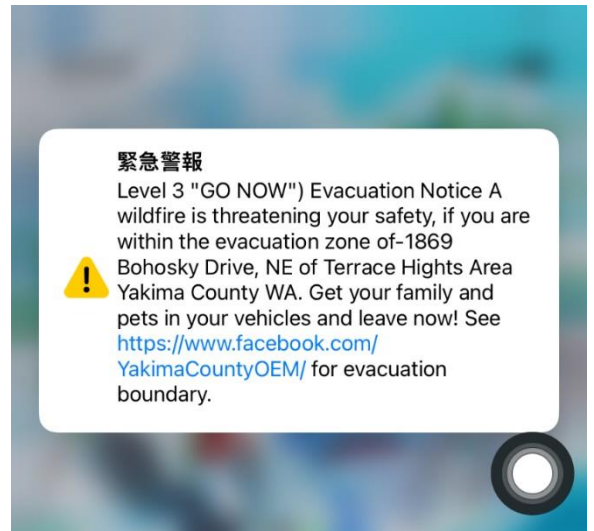 緊急警報
Level 3 "GO NOW") Evacuation Notice A
wildfire is threatening your safety, if you are
within the evacuation zone of-1869
Bohosky Drive, NE of Terrace Hights Area
Yakima County WA. Get your family and
pets in your vehicles and leave now! See
https://www.facebook.com/
YakimaCountyOEM/ for evacuation
boundary.